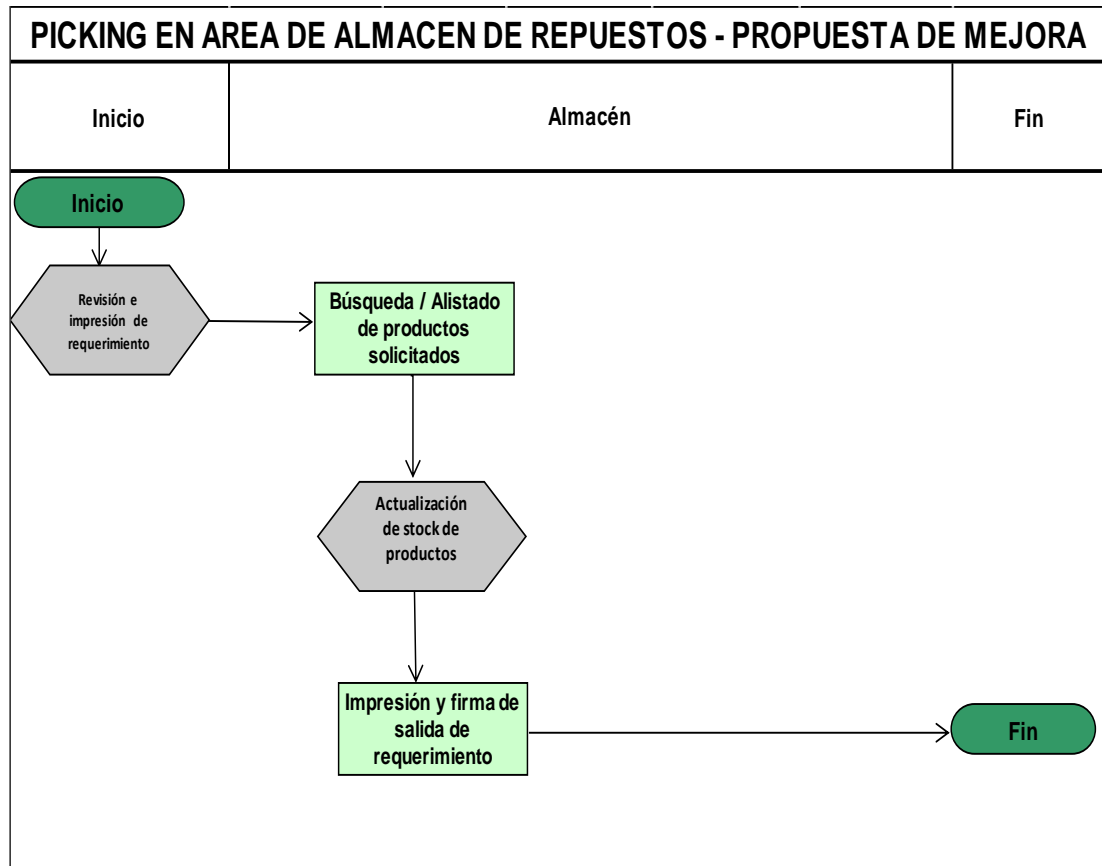 PICKING EN AREA DE ALMACEN DE REPUESTOS - PROPUESTA DE MEJORA
Inicio
Almacén
Fin
Inicio
Revisión e
impresión de
requerimiento
Búsqueda / Alistado
de productos
solicitados
Actualización
de stock de
productos
Impresión y firma de
salida de
requerimiento
Fin